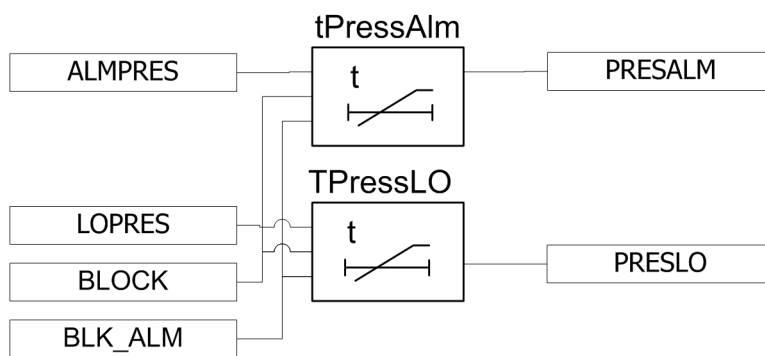 tPressAlm
ALMPRES
t
PRESALM
TPressLO
LOPRES
t
BLOCK
PRESLO
BLK_ALM